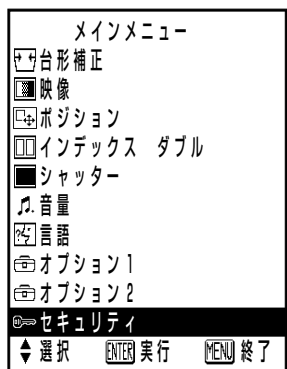 メインメニュー
台形補正
映像
ポジション
インデックス ダブル
シャッター
音量
言語
オプション1
オプション2
セキュリティ
選択 ENTER 実行 MENU 終了